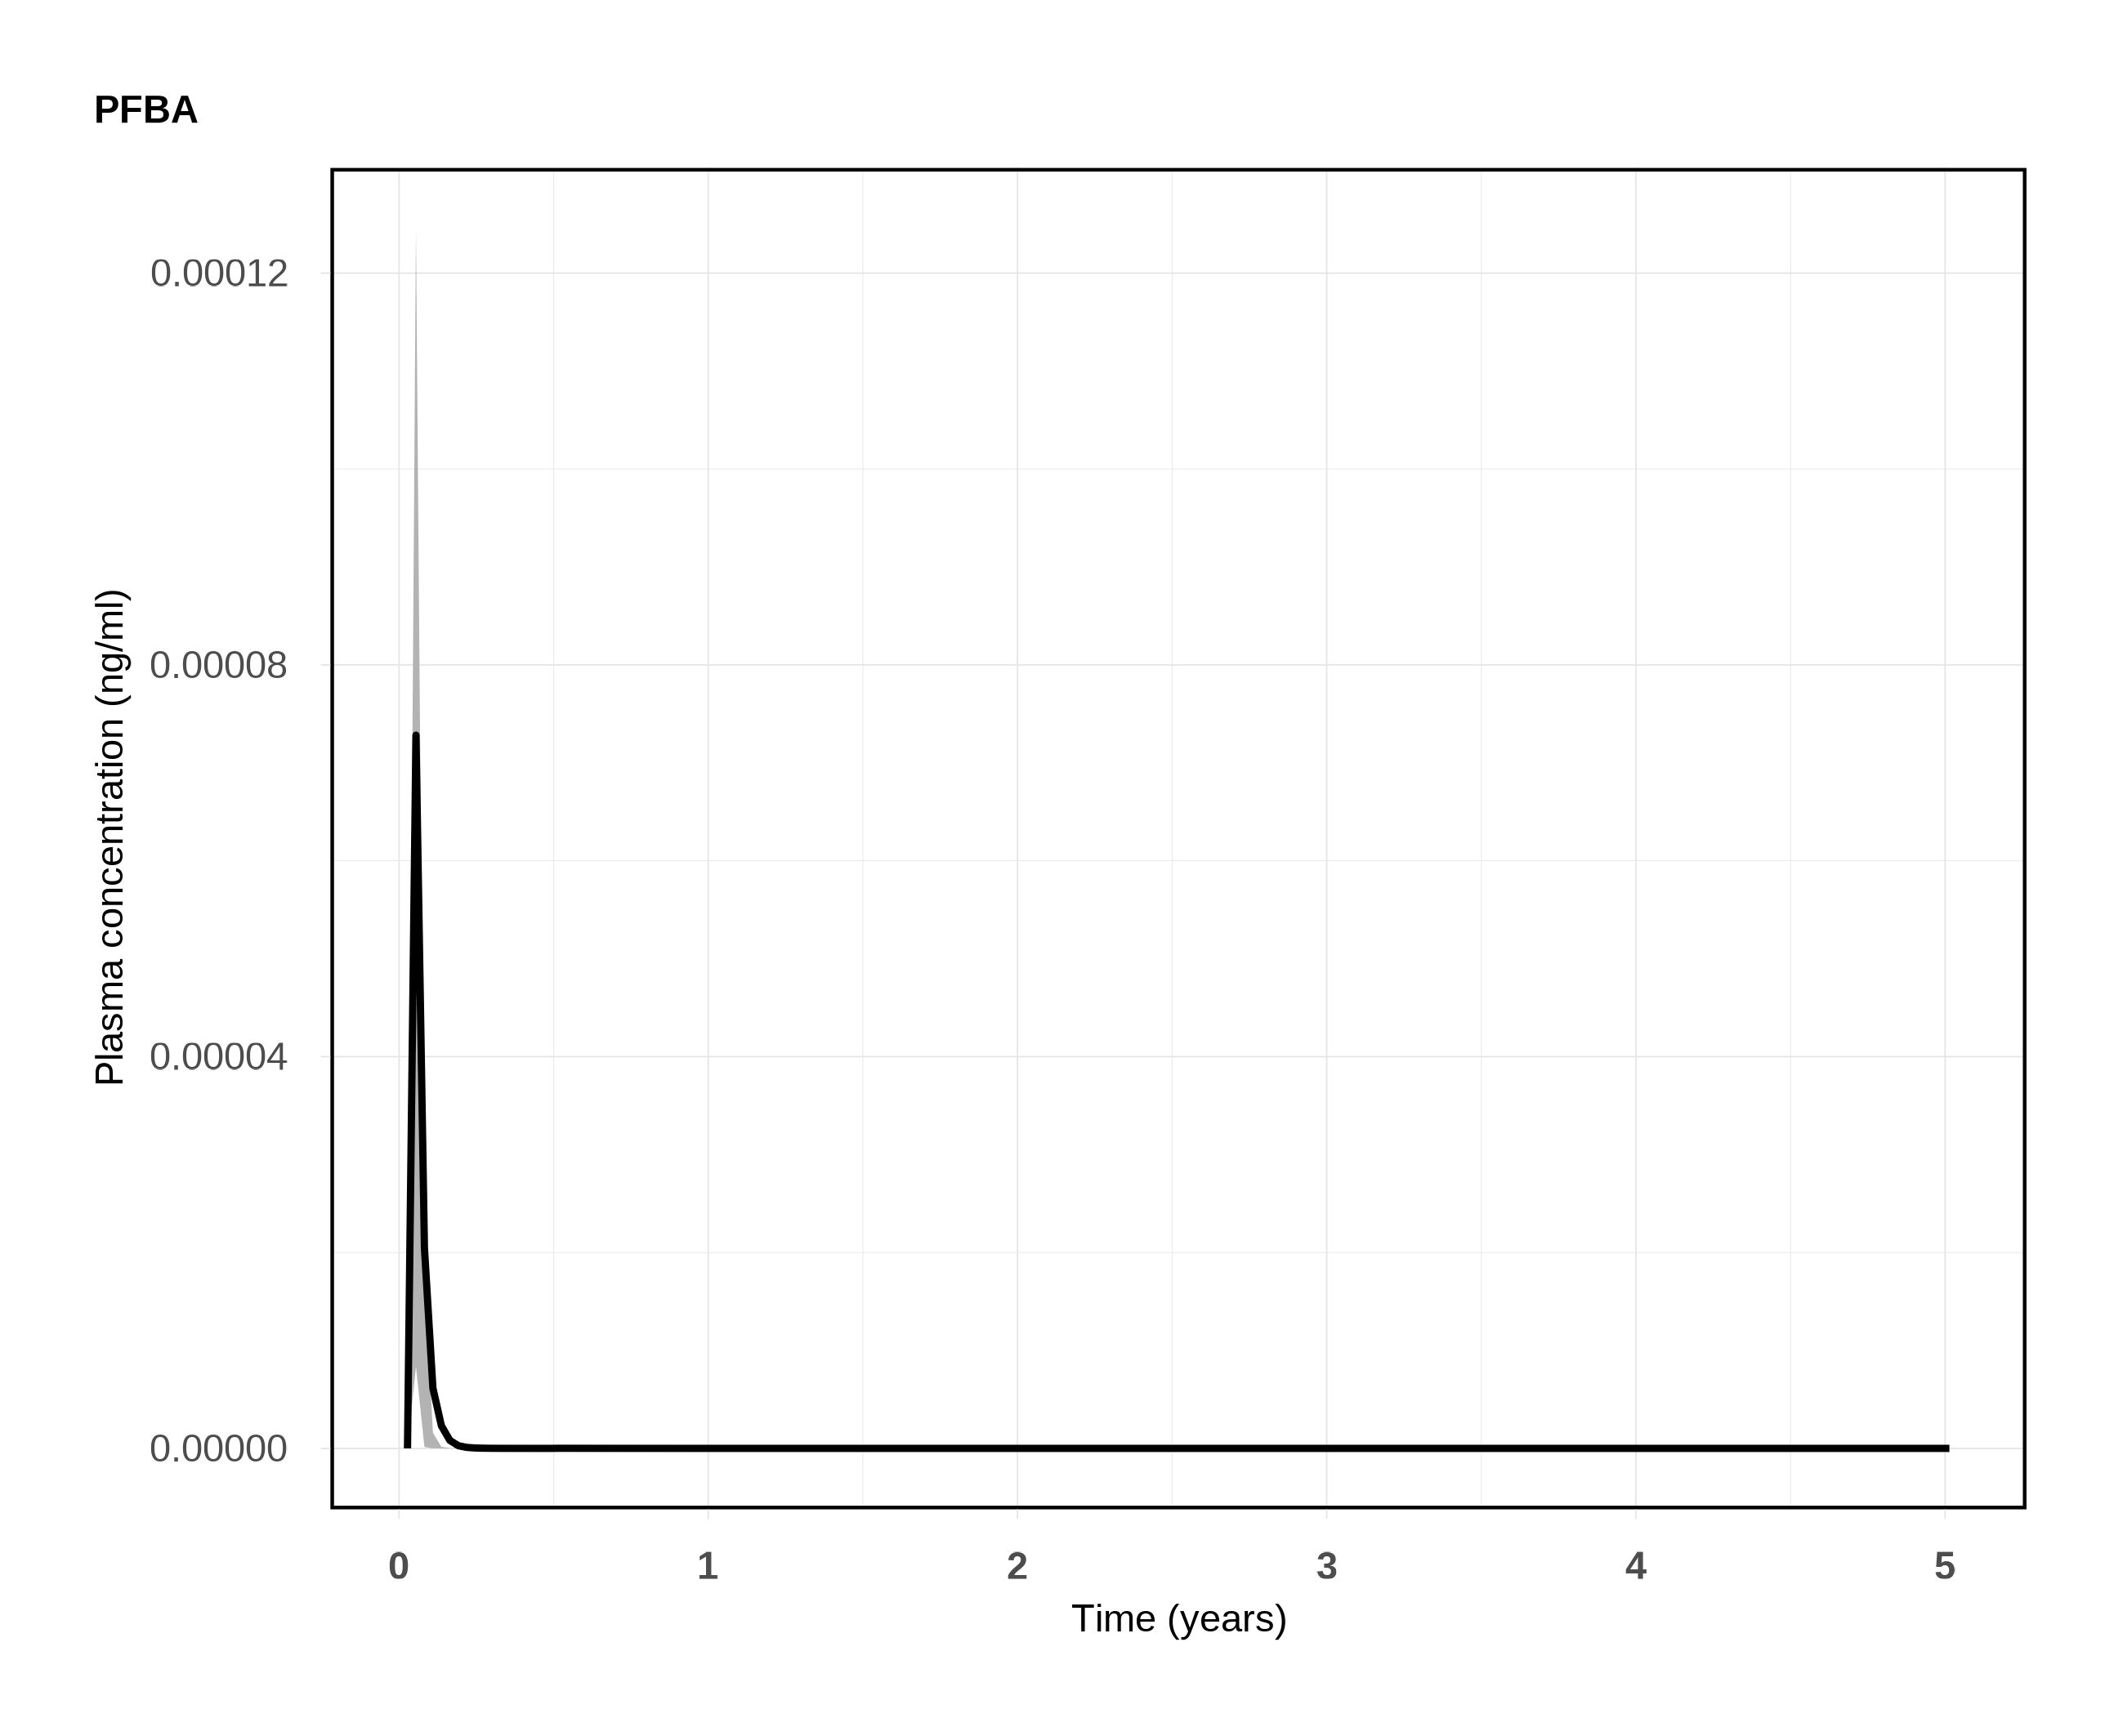 PFBA
Plasma concentration (ng/ml)
0.00012
0.00008
0.00004
0.00000
0 1 2 3 4 5
Time (years)